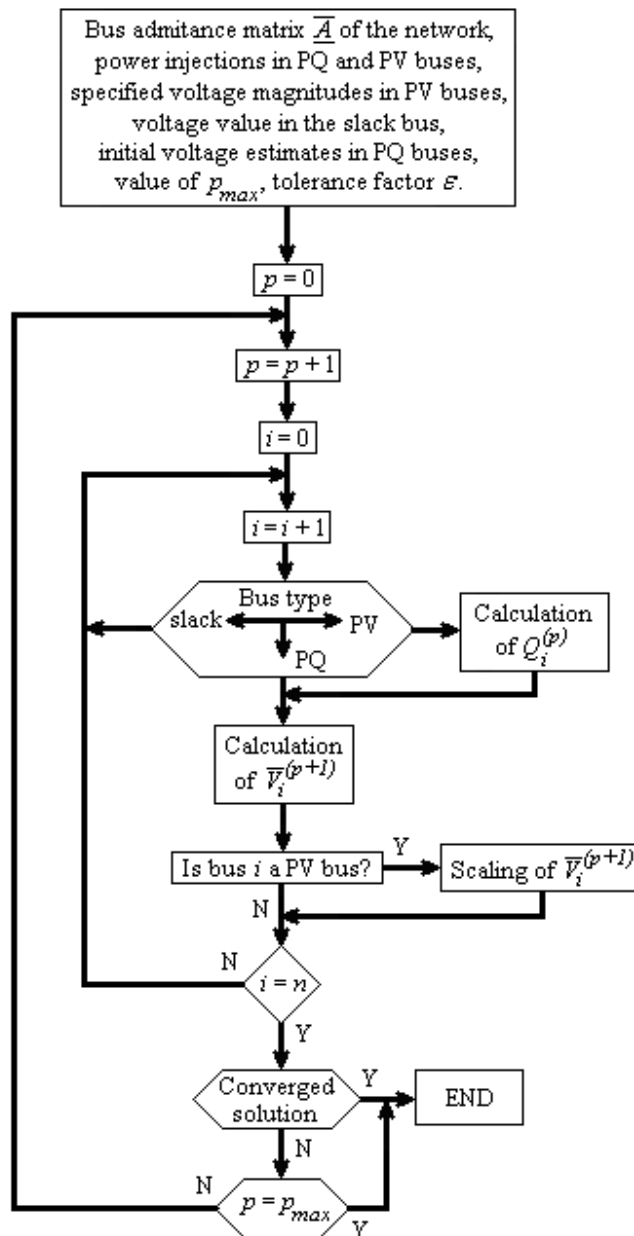 Bus admitance matrix A̲̅ of the network,
power injections in PQ and PV buses,
specified voltage magnitudes in PV buses,
voltage value in the slack bus,
initial voltage estimates in PQ buses,
value of p_max, tolerance factor ε.
p = 0
p = p + 1
i = 0
i = i + 1
Bus type
slack
PV
PQ
Calculation
of Q_i^(p)
Calculation
of V̅_i^(p+1)
Is bus i a PV bus?
Y
Scaling of V̅_i^(p+1)
N
N
i = n
Y
Converged
solution
Y
END
N
N
p = p_max
Y